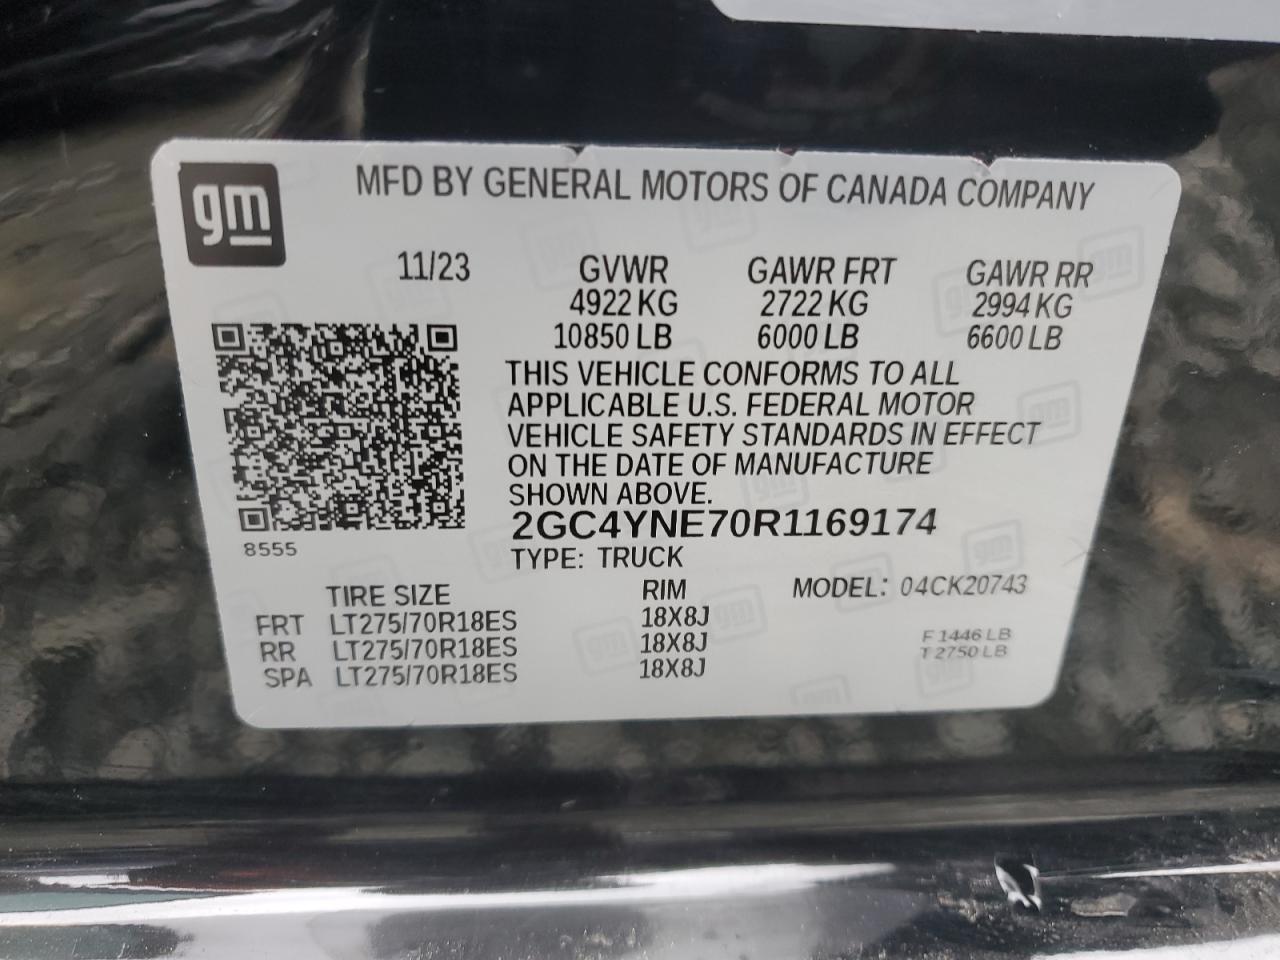 gm
MFD BY GENERAL MOTORS OF CANADA COMPANY
11/23 GVWR GAWR FRT GAWR RR
4922 KG 2722 KG 2994 KG
10850 LB 6000 LB 6600 LB
THIS VEHICLE CONFORMS TO ALL
APPLICABLE U.S. FEDERAL MOTOR
VEHICLE SAFETY STANDARDS IN EFFECT
ON THE DATE OF MANUFACTURE
SHOWN ABOVE.
2GC4YNE70R1169174
8555
TYPE: TRUCK
TIRE SIZE RIM MODEL: 04CK20743
FRT LT275/70R18ES 18X8J
RR LT275/70R18ES 18X8J
SPA LT275/70R18ES 18X8J
F 1446 LB
T 2750 LB